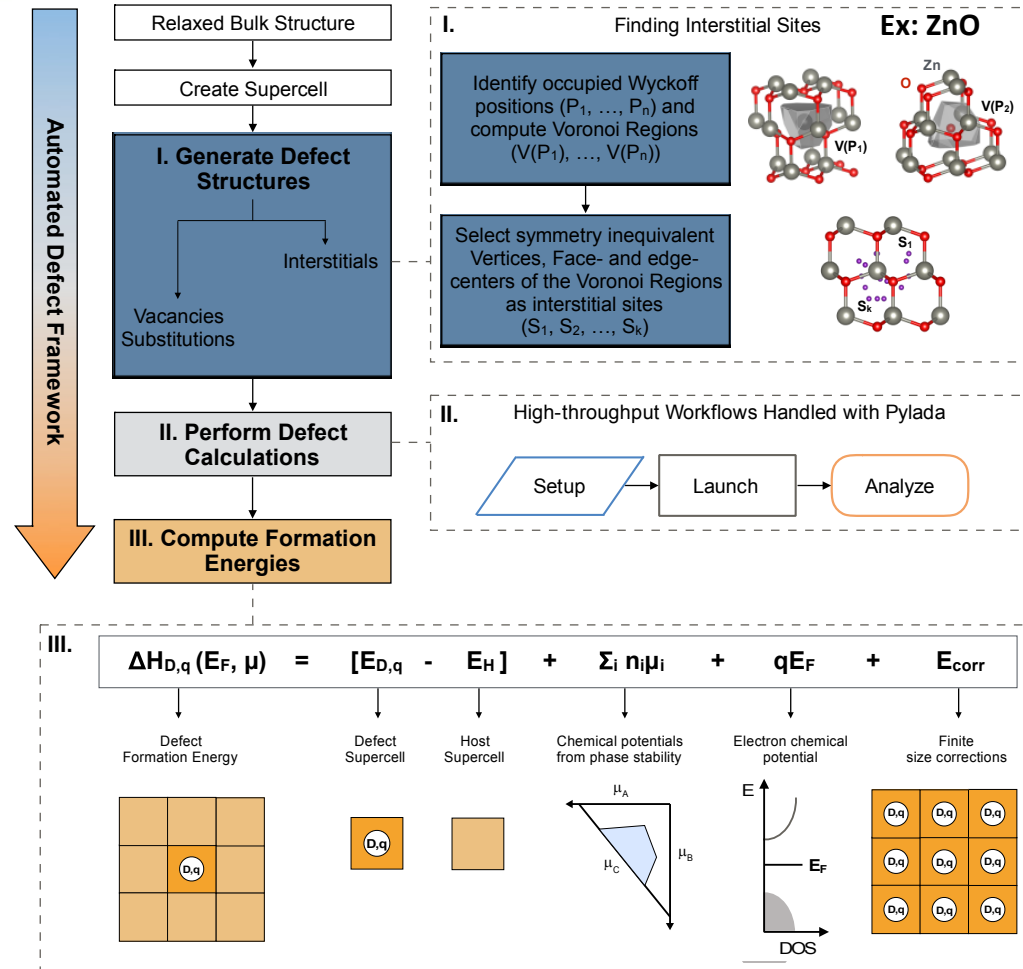 Automated Defect Framework
Relaxed Bulk Structure
Create Supercell
I. Generate Defect
Structures
Interstitials
Vacancies
Substitutions
II. Perform Defect
Calculations
III. Compute Formation
Energies
I.
Finding Interstitial Sites
Ex: ZnO
Identify occupied Wyckoff
positions (P₁, ..., Pₙ) and
compute Voronoi Regions
(V(P₁), ..., V(Pₙ))
Select symmetry inequivalent
Vertices, Face- and edge-
centers of the Voronoi Regions
as interstitial sites
(S₁, S₂, ..., Sₖ)
V(P₁)
Zn
O
V(P₂)
S₁
Sₖ
II.
High-throughput Workflows Handled with Pylada
Setup
Launch
Analyze
III.
ΔH_D,q (E_F, μ) = [E_D,q - E_H] + Σᵢ nᵢμᵢ + qE_F + E_corr
Defect
Formation Energy
Defect
Supercell
Host
Supercell
Chemical potentials
from phase stability
Electron chemical
potential
Finite
size corrections
D,q
D,q
μ_A
μ_B
μ_C
E
E_F
DOS
D,q D,q D,q
D,q D,q D,q
D,q D,q D,q